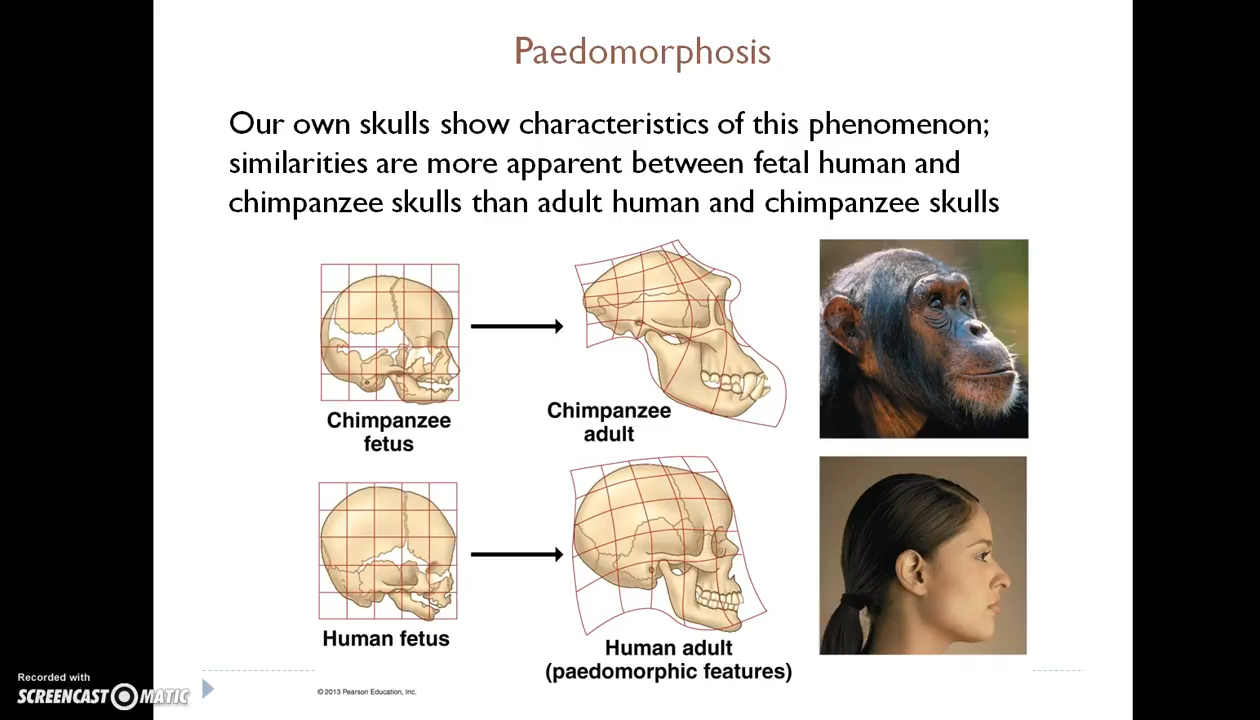 Paedomorphosis
Our own skulls show characteristics of this phenomenon;
similarities are more apparent between fetal human and
chimpanzee skulls than adult human and chimpanzee skulls
Chimpanzee
fetus
Chimpanzee
adult
Human fetus
Human adult
(paedomorphic features)
© 2013 Pearson Education, Inc.
Recorded with
SCREENCAST MATIC